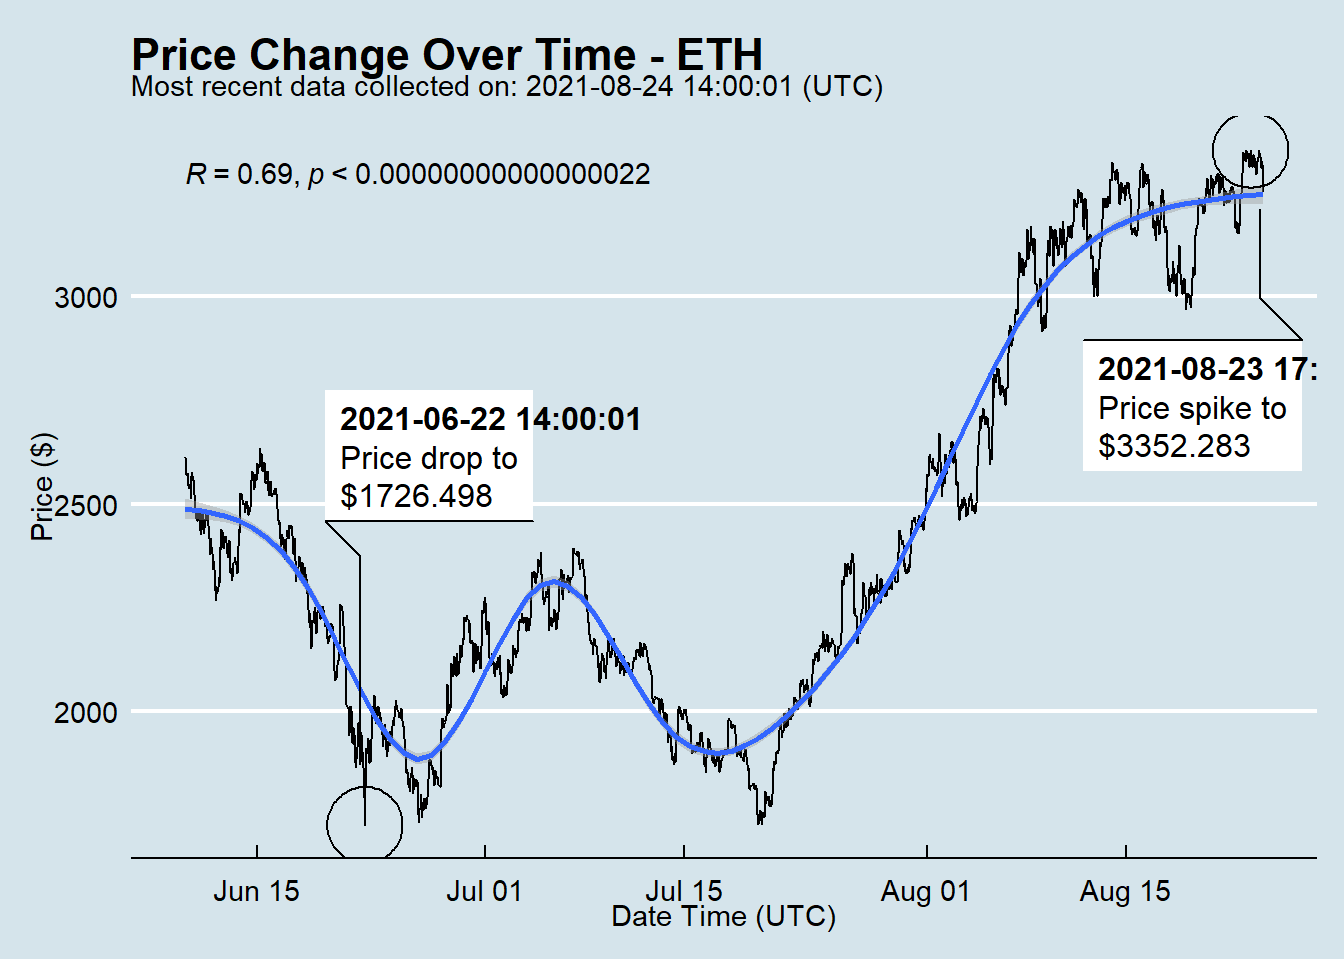 Price Change Over Time - ETH
Most recent data collected on: 2021-08-24 14:00:01 (UTC)
R = 0.69, p < 0.00000000000000022
3000
2021-08-23 17:
Price spike to
$3352.283
2021-06-22 14:00:01
Price drop to
$1726.498
Price ($)
2500
2000
Jun 15
Jul 01
Jul 15
Aug 01
Aug 15
Date Time (UTC)